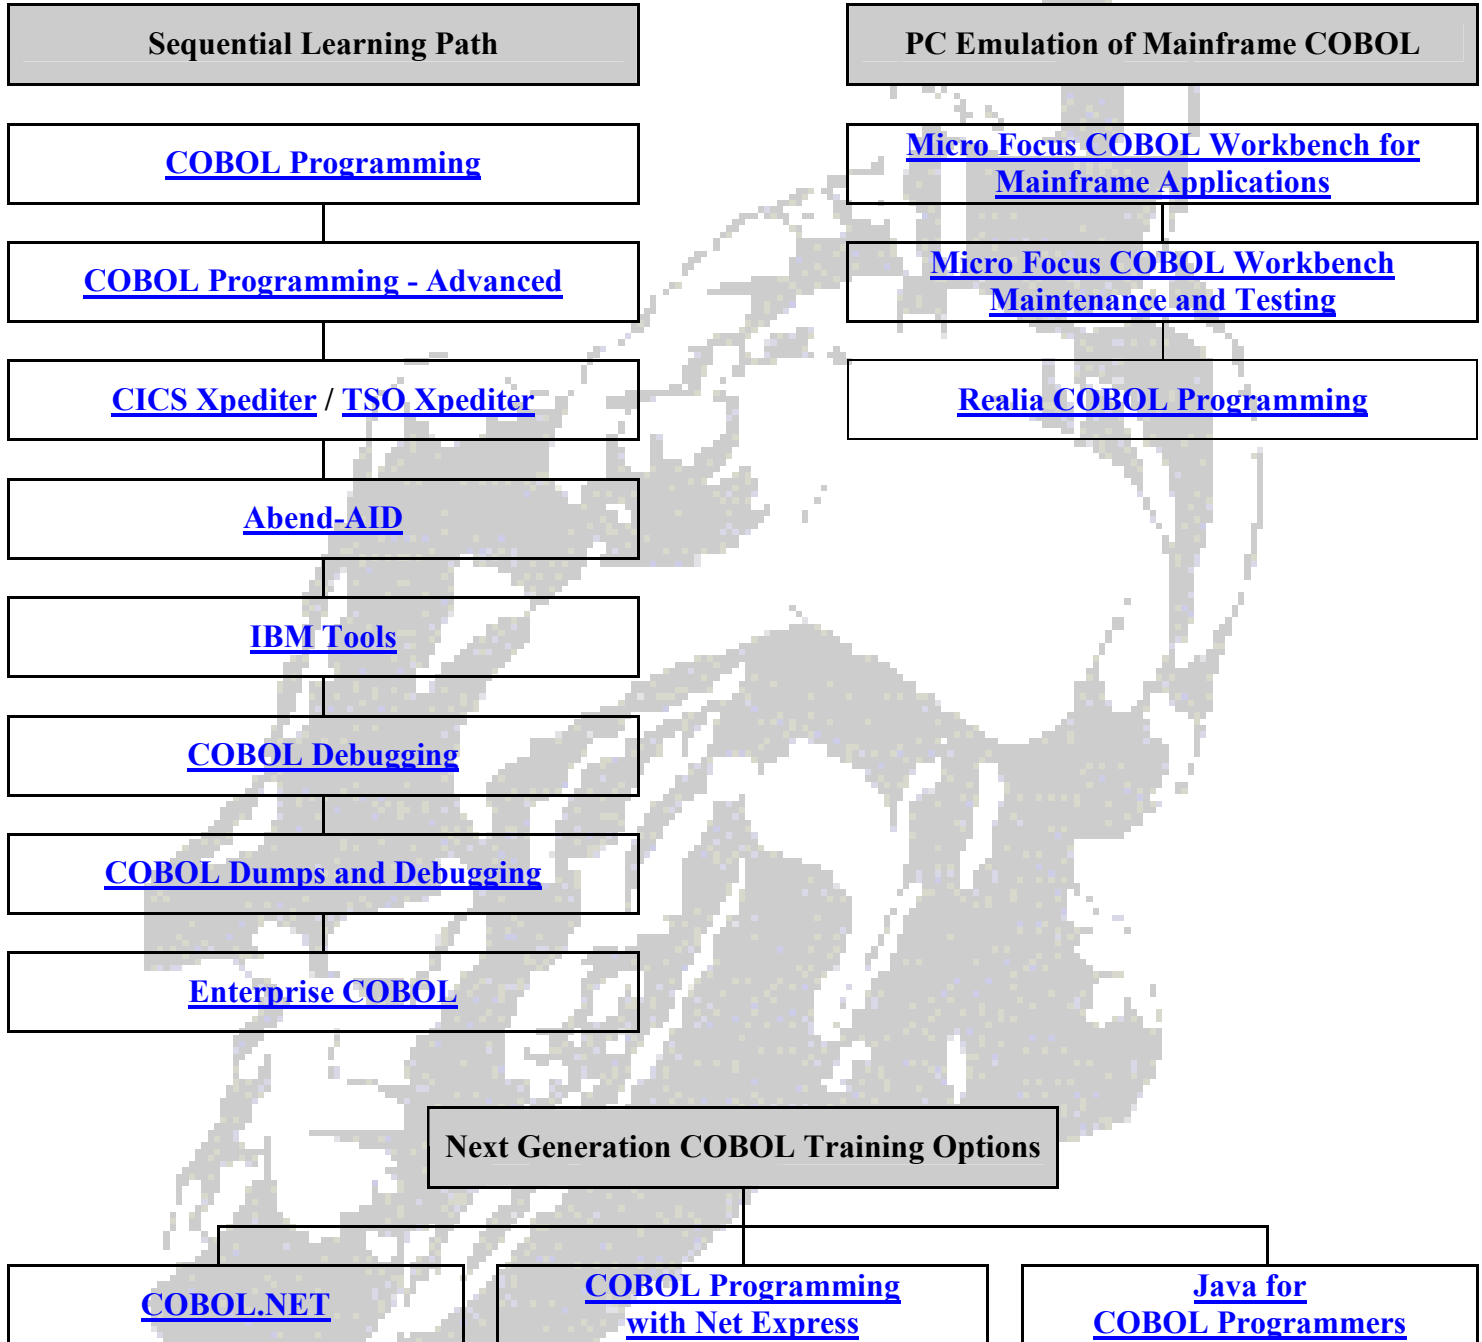 Sequential Learning Path
COBOL Programming
COBOL Programming - Advanced
CICS Xpediter / TSO Xpediter
Abend-AID
IBM Tools
COBOL Debugging
COBOL Dumps and Debugging
Enterprise COBOL
PC Emulation of Mainframe COBOL
Micro Focus COBOL Workbench for
Mainframe Applications
Micro Focus COBOL Workbench
Maintenance and Testing
Realia COBOL Programming
Next Generation COBOL Training Options
COBOL.NET
COBOL Programming
with Net Express
Java for
COBOL Programmers